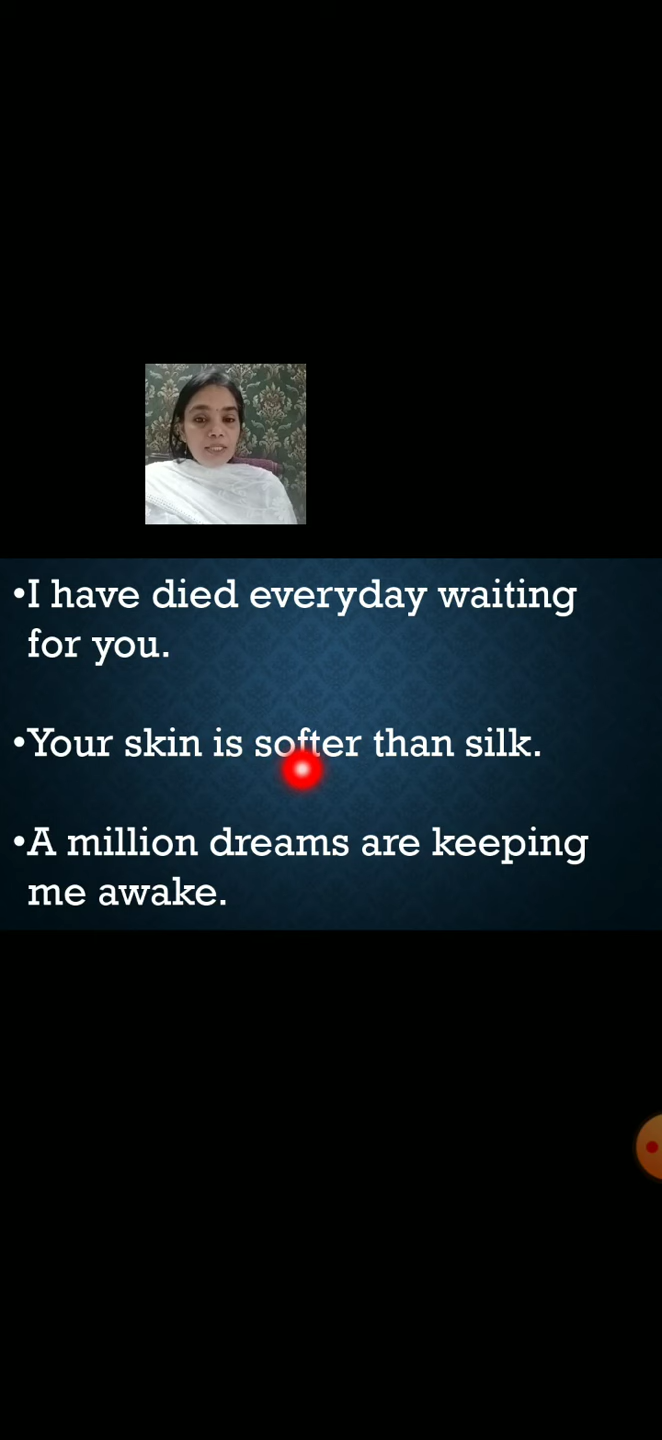 •I have died everyday waiting
for you.
•Your skin is softer than silk.
•A million dreams are keeping
me awake.